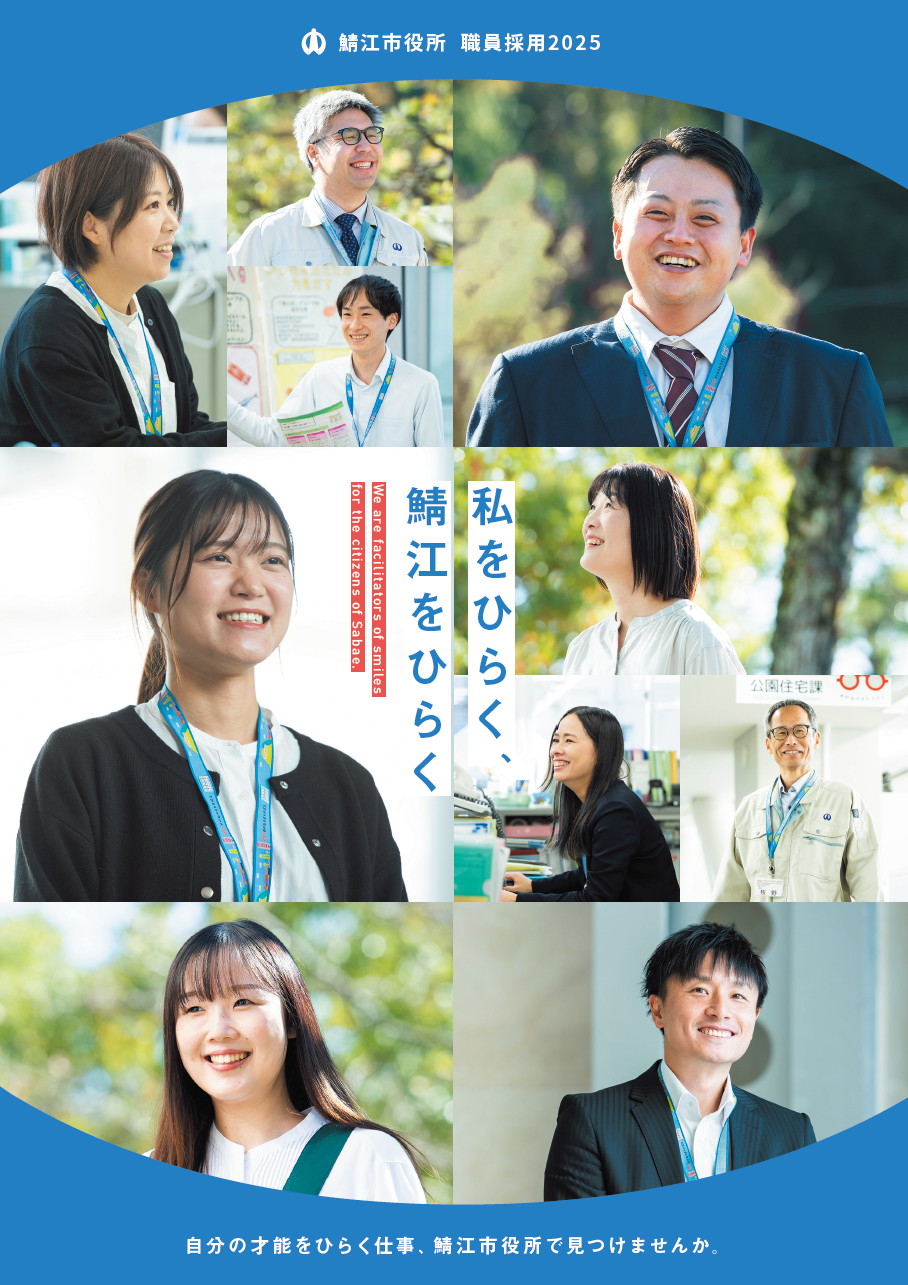 鯖江市役所 職員採用2025
私をひらく、
鯖江をひらく
We are facilitators of smiles
for the citizens of Sabae.
公園住宅課
自分の才能をひらく仕事、鯖江市役所で見つけませんか。